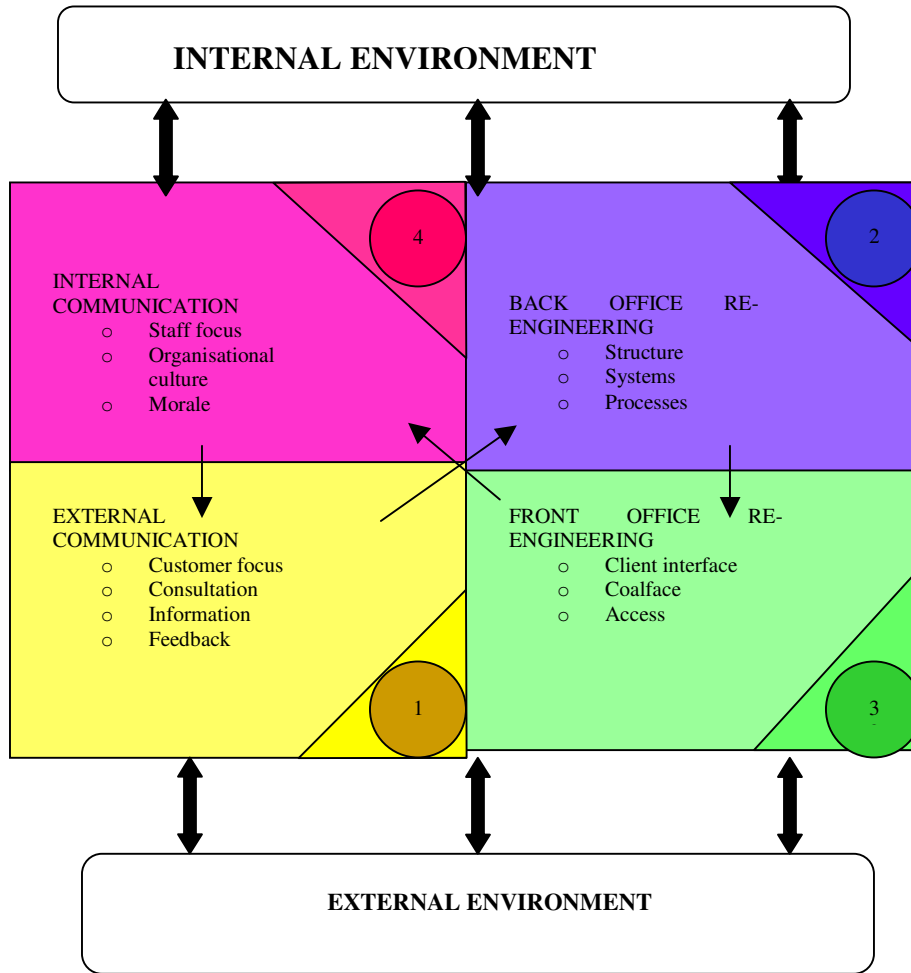 INTERNAL ENVIRONMENT
4
INTERNAL
COMMUNICATION
o Staff focus
o Organisational
culture
o Morale
2
BACK OFFICE RE-
ENGINEERING
o Structure
o Systems
o Processes
EXTERNAL
COMMUNICATION
o Customer focus
o Consultation
o Information
o Feedback
1
FRONT OFFICE RE-
ENGINEERING
o Client interface
o Coalface
o Access
3
EXTERNAL ENVIRONMENT